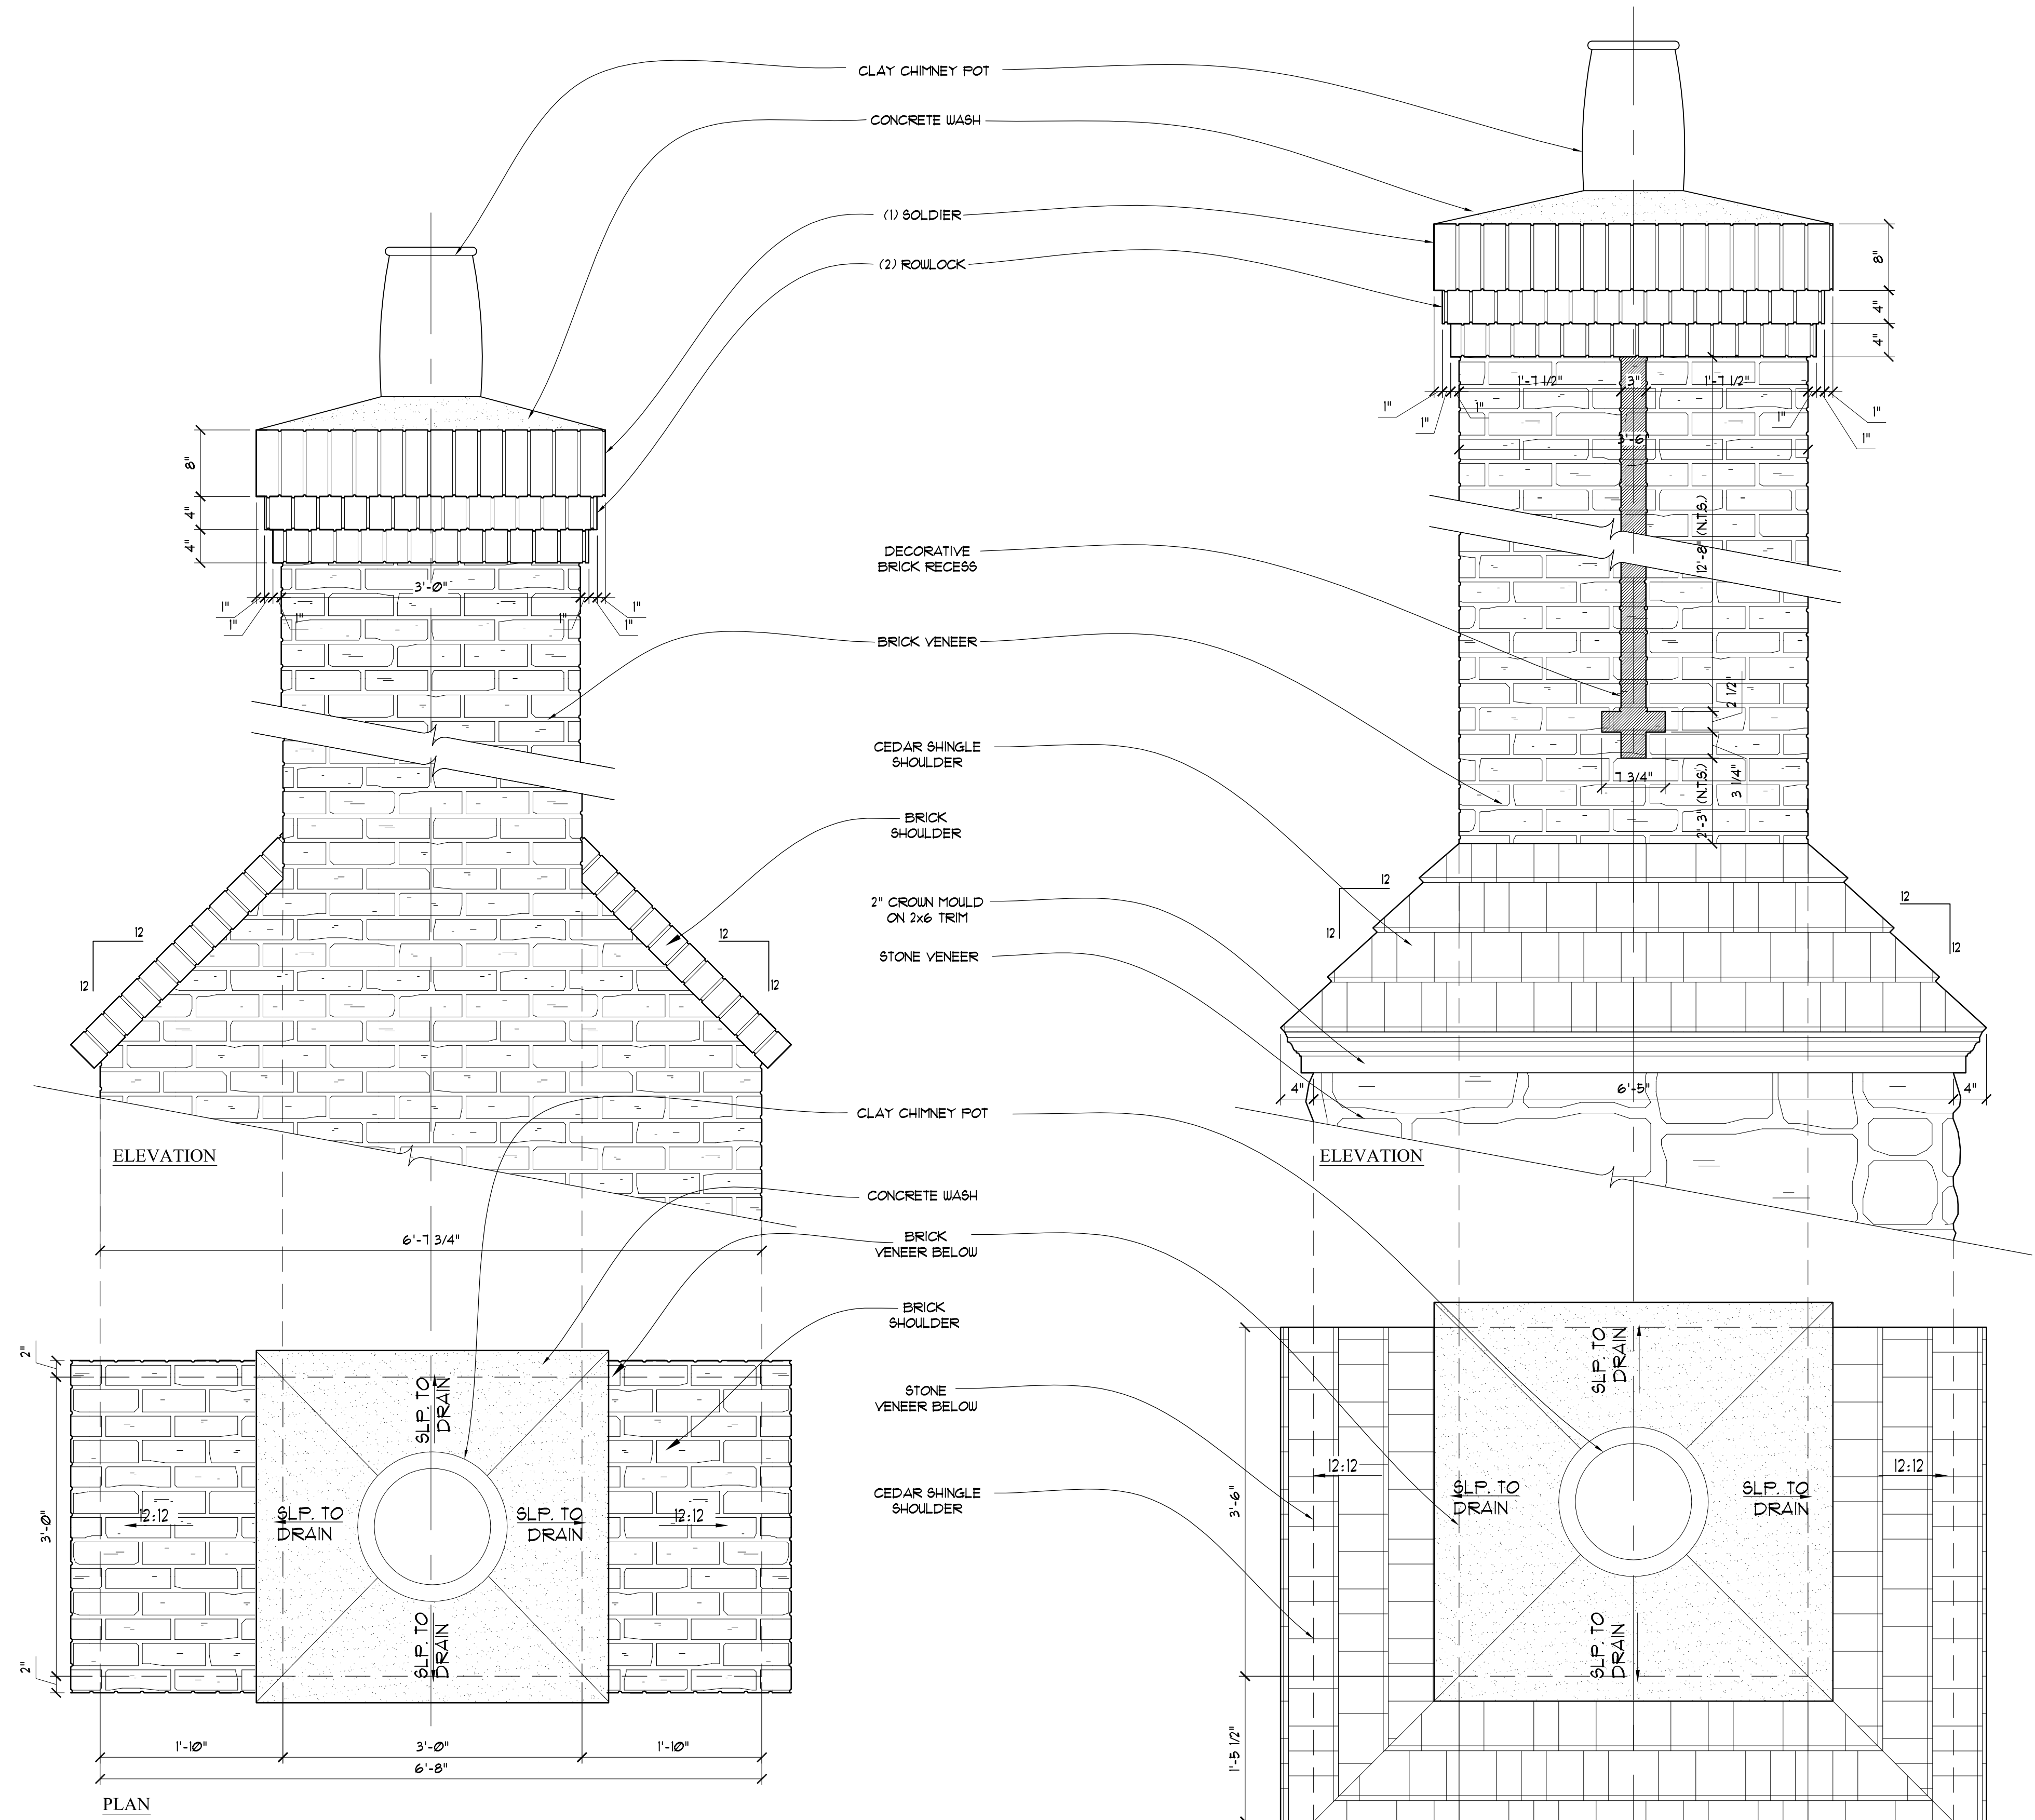 CLAY CHIMNEY POT
CONCRETE WASH
(1) SOLDIER
(2) ROWLOCK
DECORATIVE
BRICK RECESS
BRICK VENEER
CEDAR SHINGLE
SHOULDER
BRICK
SHOULDER
2" CROWN MOULD
ON 2x6 TRIM
STONE VENEER
CLAY CHIMNEY POT
CONCRETE WASH
BRICK
VENEER BELOW
BRICK
SHOULDER
STONE
VENEER BELOW
CEDAR SHINGLE
SHOULDER
8"
4"
4"
3'-0"
1"
1"
1"
1"
1"
1"
12
12
12
12
ELEVATION
6'-7 3/4"
2"
3'-0"
2"
SLP. TO
DRAIN
SLP. TO
DRAIN
SLP. TO
DRAIN
SLP. TO
DRAIN
12:12
12:12
1'-10"
3'-0"
1'-10"
6'-8"
PLAN
8"
4"
4"
1'-7 1/2"
3"
1'-7 1/2"
1"
1"
1"
1"
1"
1"
3'-6"
12'-8" (N.T.S.)
2 1/2"
7 3/4"
3 1/4"
2'-3" (N.T.S.)
12
12
12
12
4"
6'-5"
4"
ELEVATION
3'-6"
1'-5 1/2"
SLP. TO
DRAIN
SLP. TO
DRAIN
SLP. TO
DRAIN
SLP. TO
DRAIN
12:12
12:12